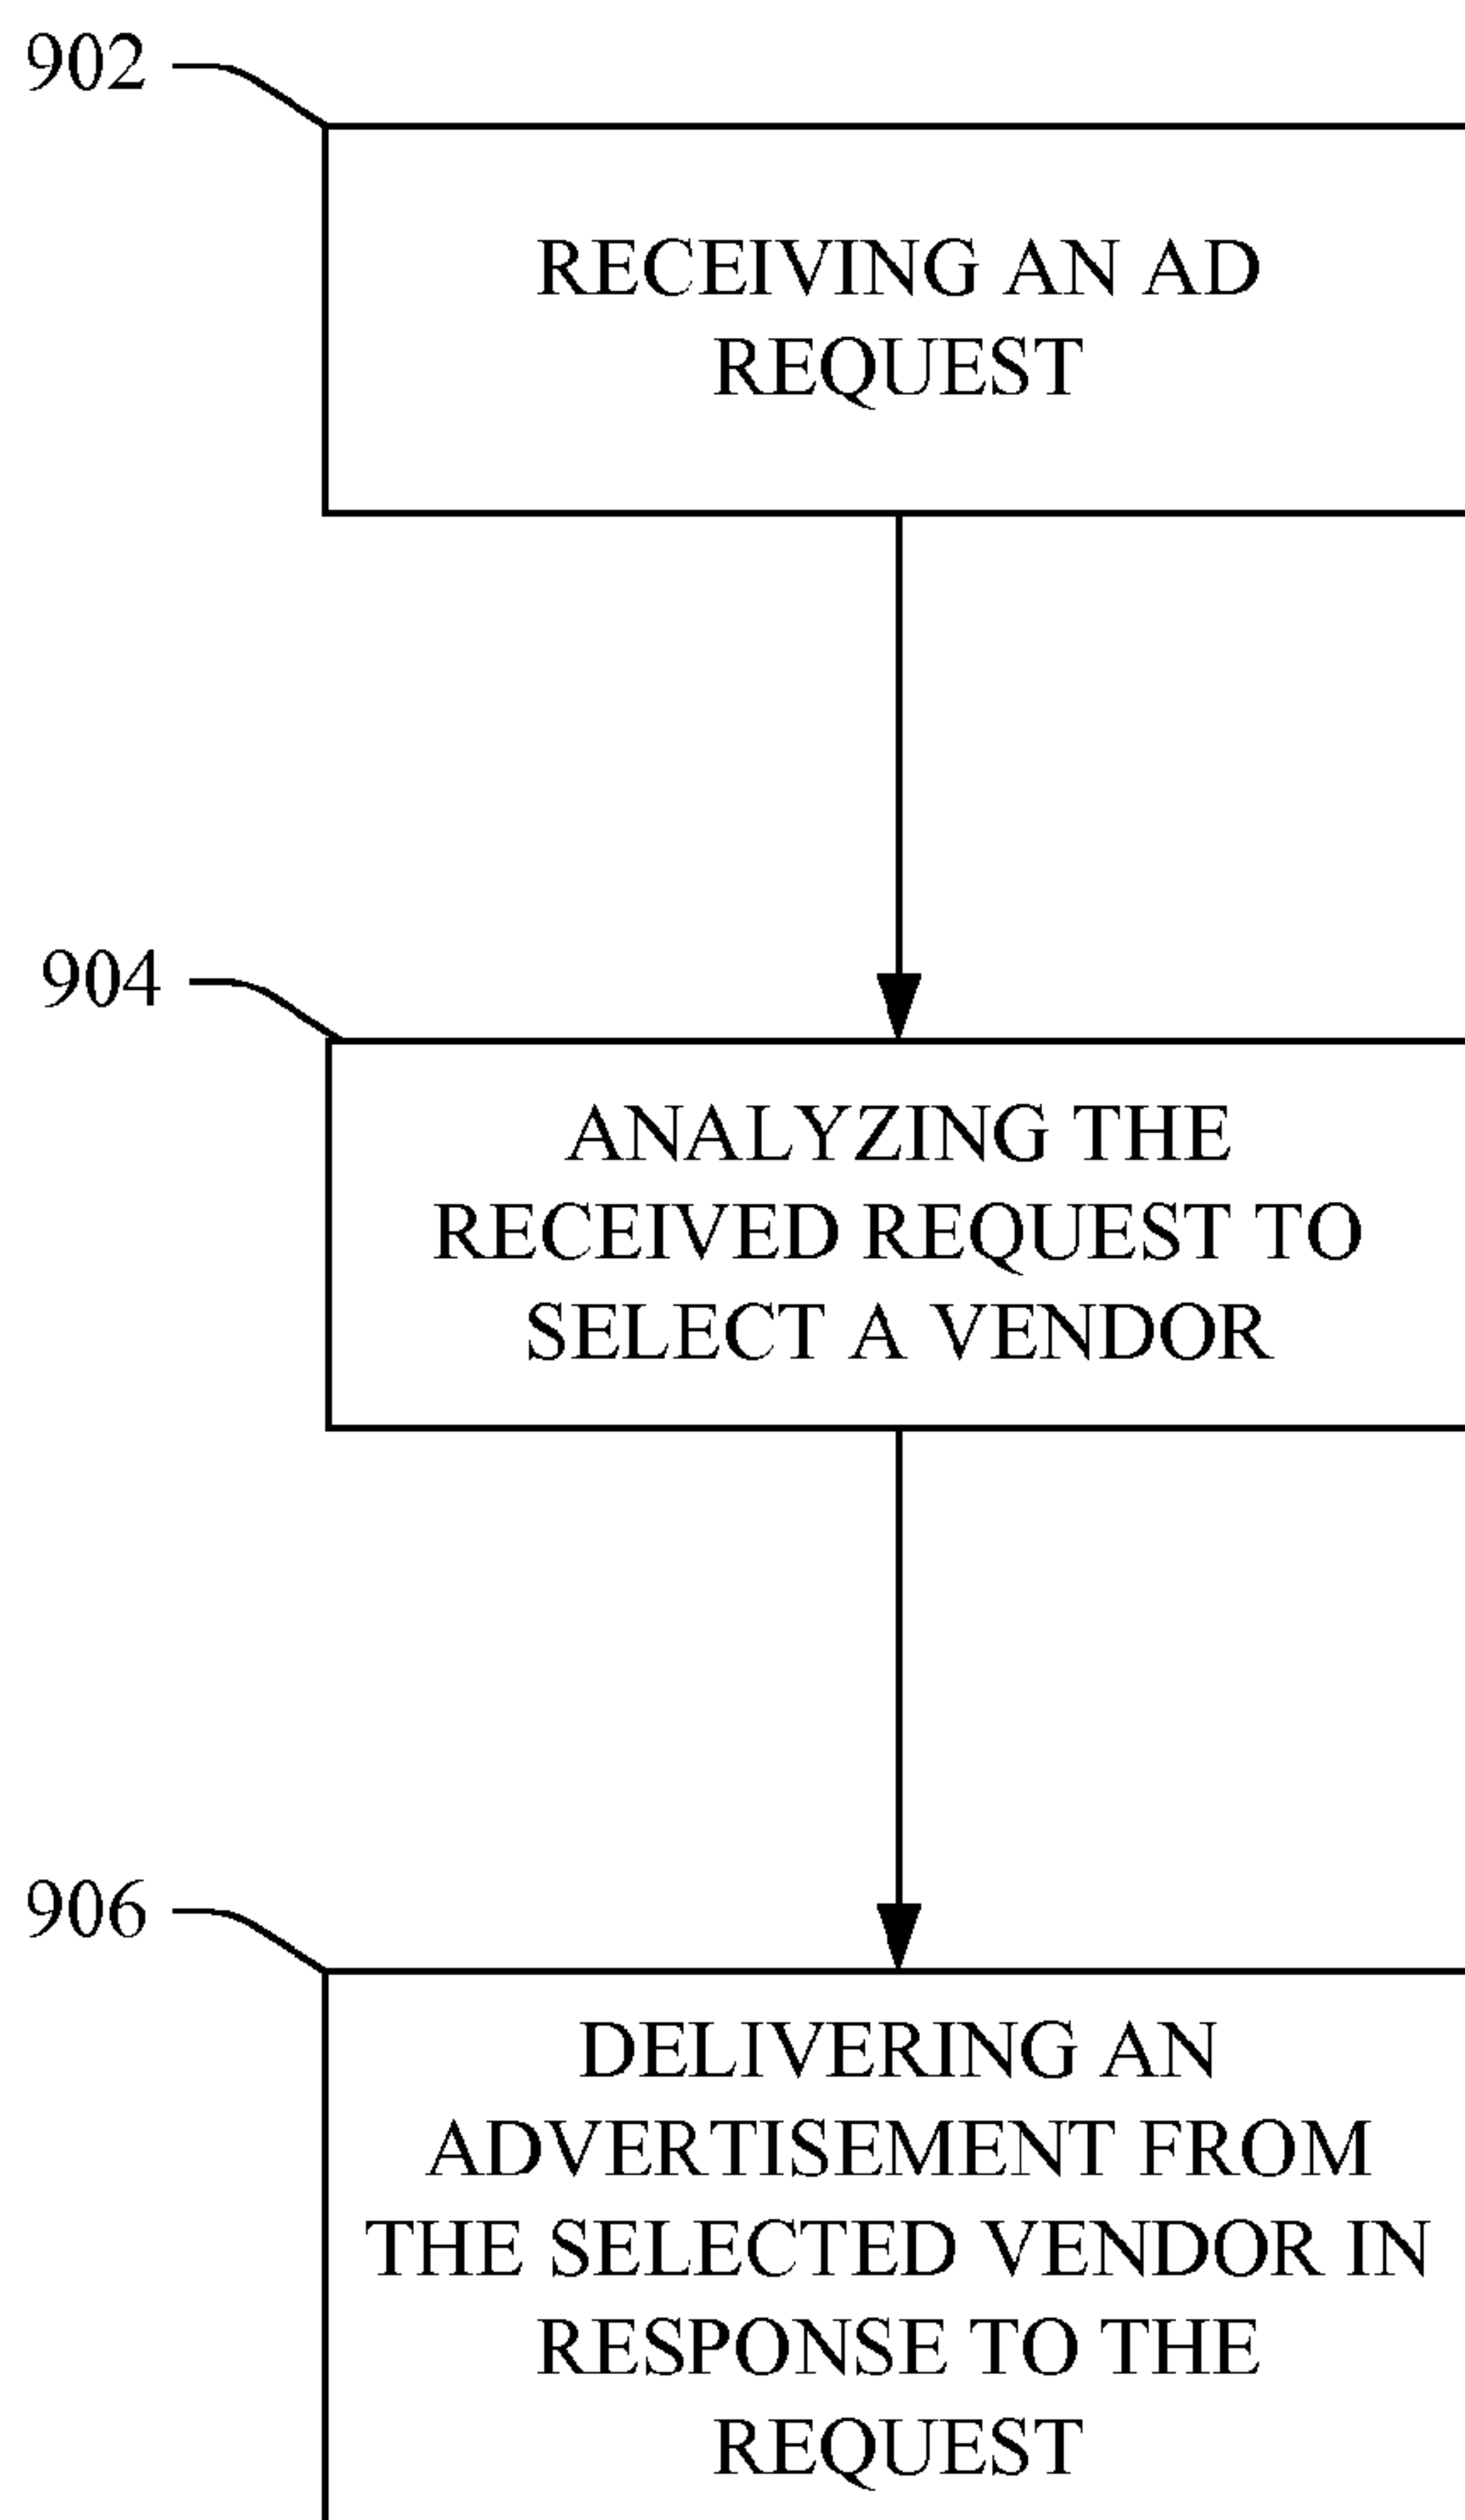 902
RECEIVING AN AD
REQUEST
904
ANALYZING THE
RECEIVED REQUEST TO
SELECT A VENDOR
906
DELIVERING AN
ADVERTISEMENT FROM
THE SELECTED VENDOR IN
RESPONSE TO THE
REQUEST